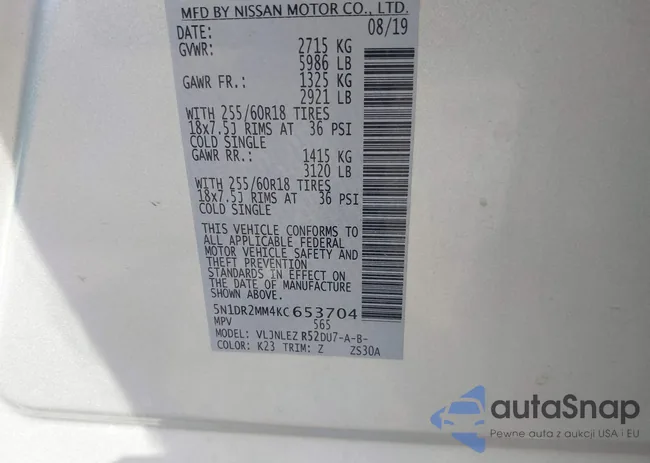 MFD BY NISSAN MOTOR CO., LTD.
DATE: 08/19
GVWR: 2715 KG
5986 LB
GAWR FR.: 1325 KG
2921 LB
WITH 255/60R18 TIRES
18x7.5J RIMS AT 36 PSI
COLD SINGLE
GAWR RR.: 1415 KG
3120 LB
WITH 255/60R18 TIRES
18x7.5J RIMS AT 36 PSI
COLD SINGLE
THIS VEHICLE CONFORMS TO
ALL APPLICABLE FEDERAL
MOTOR VEHICLE SAFETY AND
THEFT PREVENTION
STANDARDS IN EFFECT ON
THE DATE OF MANUFACTURE
SHOWN ABOVE.
5N1DR2MM4KC653704
MPV 565
MODEL: VLJNLEZ R52DU7-A-B-
COLOR: K23 TRIM: Z ZS30A
autaSnap
Pewne auta z aukcji USA i EU